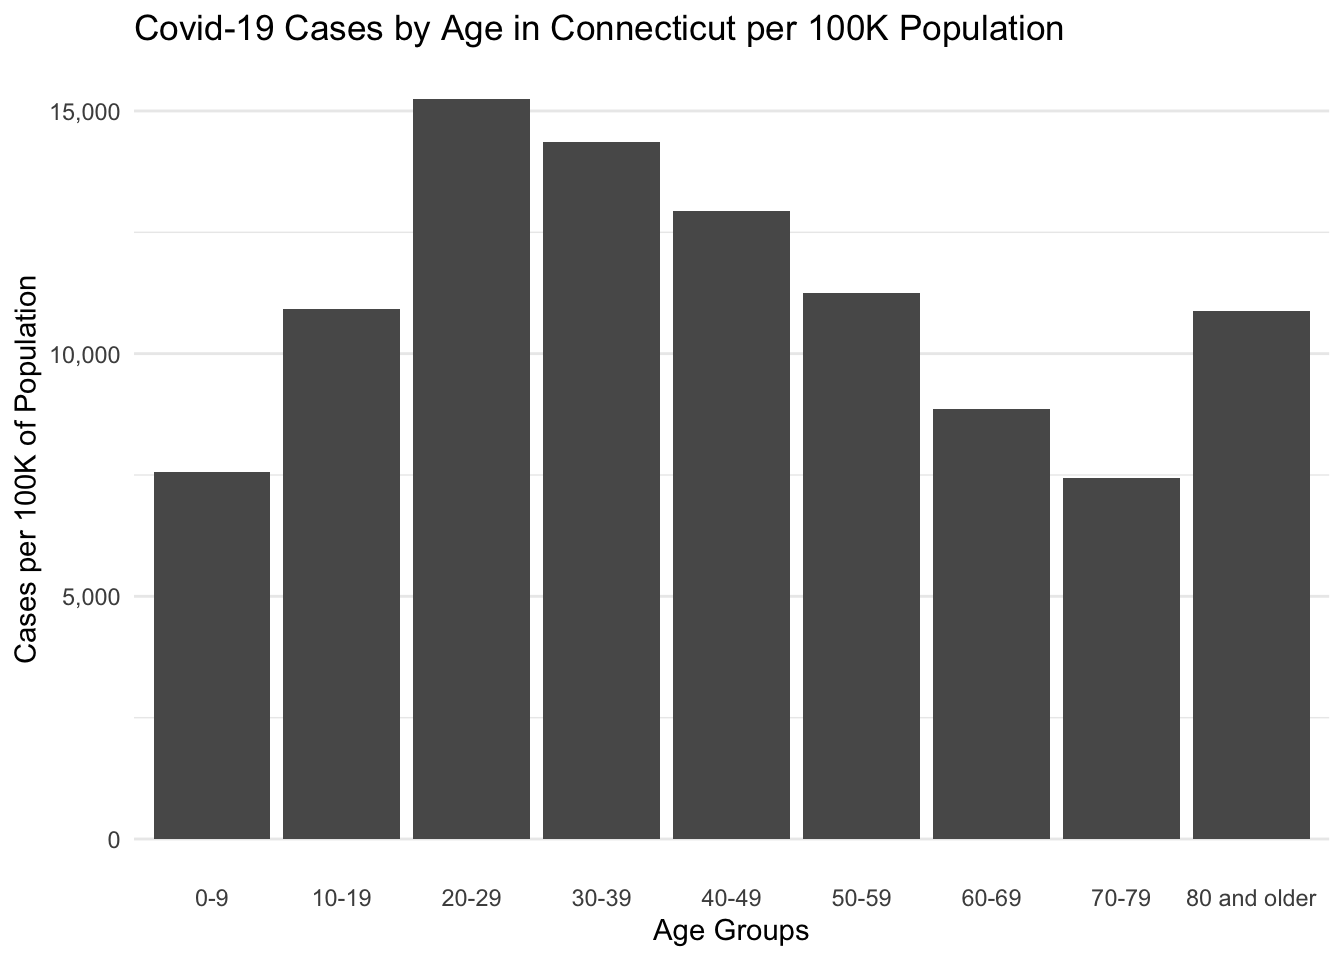 Covid-19 Cases by Age in Connecticut per 100K Population
Cases per 100K of Population
15,000
10,000
5,000
0
0-9 10-19 20-29 30-39 40-49 50-59 60-69 70-79 80 and older
Age Groups